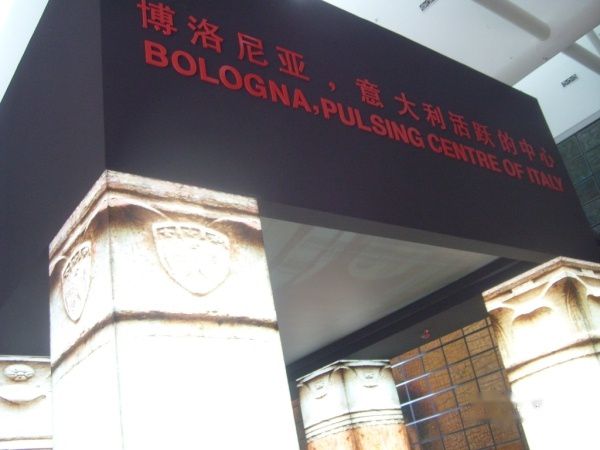 博洛尼亚，意大利活跃的中心
BOLOGNA, PULSING CENTRE OF ITALY